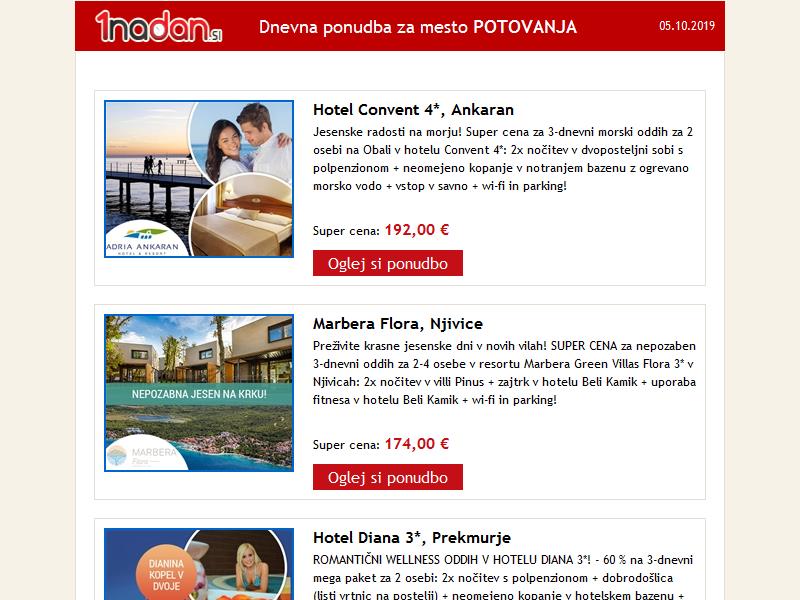 1nadan.si
Dnevna ponudba za mesto POTOVANJA
05.10.2019
Hotel Convent 4*, Ankaran
Jesenske radosti na morju! Super cena za 3-dnevni morski oddih za 2
osebi na Obali v hotelu Convent 4*: 2x nočitev v dvoposteljni sobi s
polpenzionom + neomejeno kopanje v notranjem bazenu z ogrevano
morsko vodo + vstop v savno + wi-fi in parking!
ADRIA ANKARAN
HOTEL & RESORT
Super cena: 192,00 €
Oglej si ponudbo
Marbera Flora, Njivice
Preživite krasne jesenske dni v novih vilah! SUPER CENA za nepozaben
3-dnevni oddih za 2-4 osebe v resortu Marbera Green Villas Flora 3* v
Njivicah: 2x nočitev v villi Pinus + zajtrk v hotelu Beli Kamik + uporaba
fitnesa v hotelu Beli Kamik + wi-fi in parking!
NEPOZABNA JESEN NA KRKU!
MARBERA
Flora
Super cena: 174,00 €
Oglej si ponudbo
Hotel Diana 3*, Prekmurje
ROMANTIČNI WELLNESS ODDIH V HOTELU DIANA 3*! - 60 % na 3-dnevni
mega paket za 2 osebi: 2x nočitev s polpenzionom + dobrodošlica
(listi vrtnic na postelji) + neomejeno kopanje v hotelskem bazenu +
DIANINA
KOPEL V
DVOJE